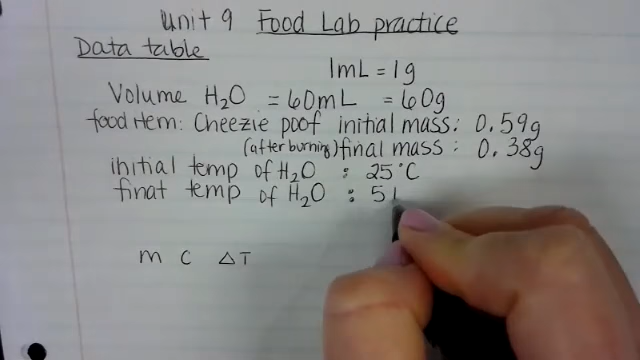 Unit 9 Food Lab practice
Data table
1mL = 1g
Volume H₂O = 60mL = 60g
food item: Cheezie poof initial mass: 0.59g
(after burning) final mass: 0.38g
initial temp of H₂O : 25°C
final temp of H₂O : 51
m C ΔT